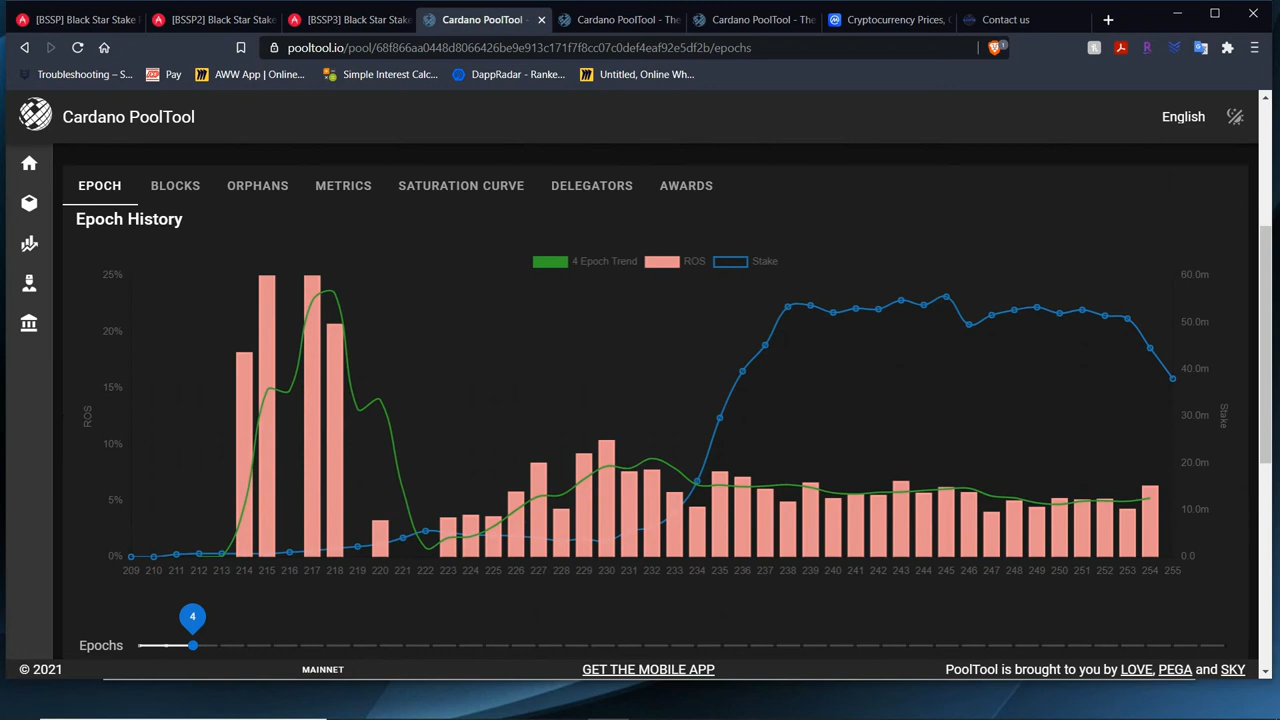 [BSSP] Black Star Stake
[BSSP2] Black Star Stake
[BSSP3] Black Star Stake
Cardano PoolTool -
Cardano PoolTool - The
Cardano PoolTool - The
Cryptocurrency Prices, C
Contact us
pooltool.io/pool/68f866aa0448d8066426be9e913c171f7f8cc07c0def4eaf92e5df2b/epochs
1
Troubleshooting – S...
Pay
AWW App | Online...
Simple Interest Calc...
DappRadar - Ranke...
Untitled, Online Wh...
Cardano PoolTool
English
EPOCH BLOCKS ORPHANS METRICS SATURATION CURVE DELEGATORS AWARDS
Epoch History
4 Epoch Trend ROS Stake
25% 60.0m
20% 50.0m
15% 40.0m
30.0m
ROS Stake
10% 20.0m
5% 10.0m
0% 0.0
209 210 211 212 213 214 215 216 217 218 219 220 221 222 223 224 225 226 227 228 229 230 231 232 233 234 235 236 237 238 239 240 241 242 243 244 245 246 247 248 249 250 251 252 253 254 255
4
Epochs
© 2021 MAINNET GET THE MOBILE APP PoolTool is brought to you by LOVE, PEGA and SKY